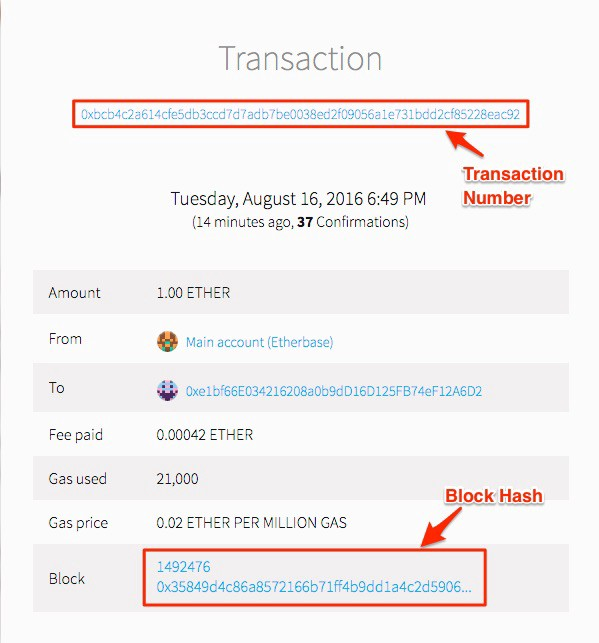 Transaction
0xbcb4c2a614cfe5db3ccd7d7adb7be0038ed2f09056a1e731bdd2cf85228eac92
Transaction
Number
Tuesday, August 16, 2016 6:49 PM
(14 minutes ago, 37 Confirmations)
Amount 1.00 ETHER
From Main account (Etherbase)
To 0xe1bf66E034216208a0b9dD16D125FB74eF12A6D2
Fee paid 0.00042 ETHER
Gas used 21,000
Block Hash
Gas price 0.02 ETHER PER MILLION GAS
Block 1492476
0x35849d4c86a8572166b71ff4b9dd1a4c2d5906...